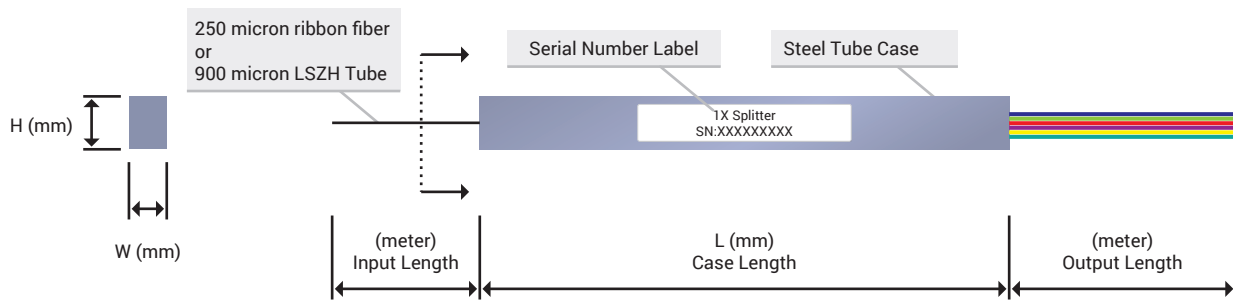 250 micron ribbon fiber
or
900 micron LSZH Tube
Serial Number Label
Steel Tube Case
H (mm)
1X Splitter
SN:XXXXXXXXX
W (mm)
(meter)
Input Length
L (mm)
Case Length
(meter)
Output Length